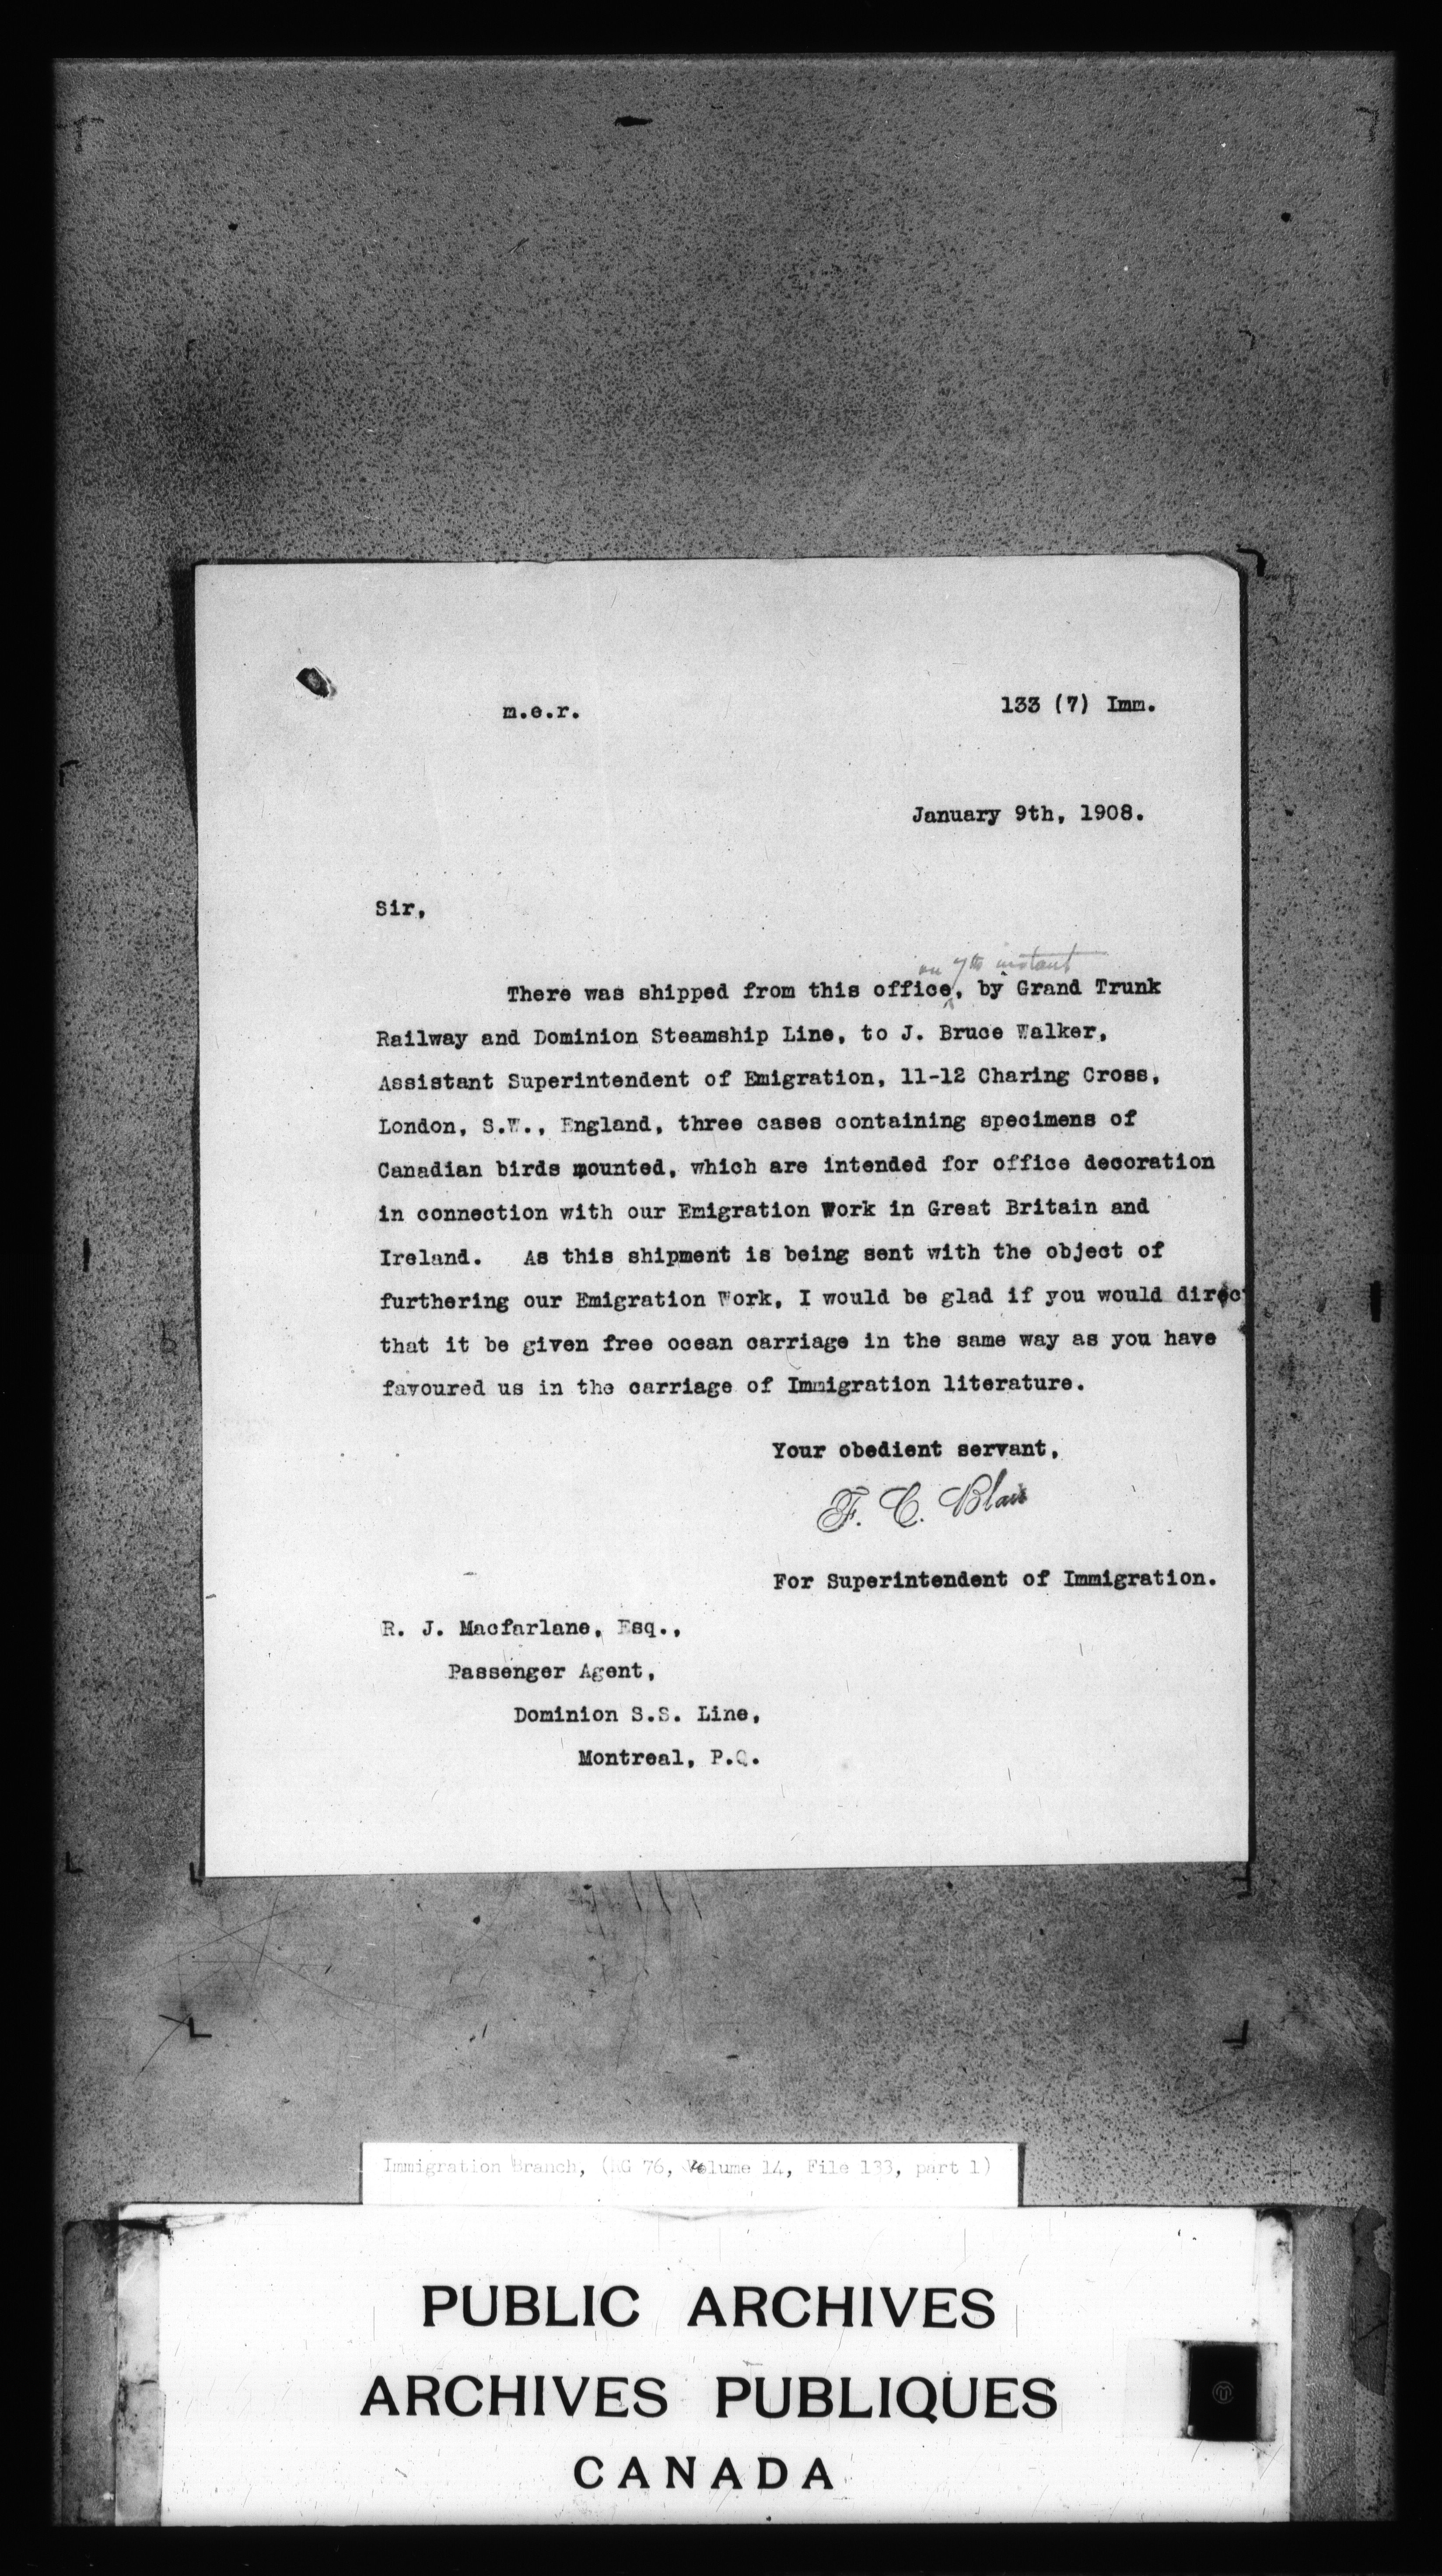 m.e.r.
133 (7) Imm.
January 9th, 1908.
Sir,
on 7th instant
There was shipped from this office, by Grand Trunk
Railway and Dominion Steamship Line, to J. Bruce Walker,
Assistant Superintendent of Emigration, 11-12 Charing Cross,
London, S.W., England, three cases containing specimens of
Canadian birds mounted, which are intended for office decoration
in connection with our Emigration Work in Great Britain and
Ireland. As this shipment is being sent with the object of
furthering our Emigration Work, I would be glad if you would direct
that it be given free ocean carriage in the same way as you have
favoured us in the carriage of Immigration literature.
Your obedient servant,
F. C. Blair
For Superintendent of Immigration.
R. J. Macfarlane, Esq.,
Passenger Agent,
Dominion S.S. Line,
Montreal, P.Q.
Immigration Branch, (RG 76, Volume 14, File 133, part 1)
PUBLIC ARCHIVES
ARCHIVES PUBLIQUES
CANADA